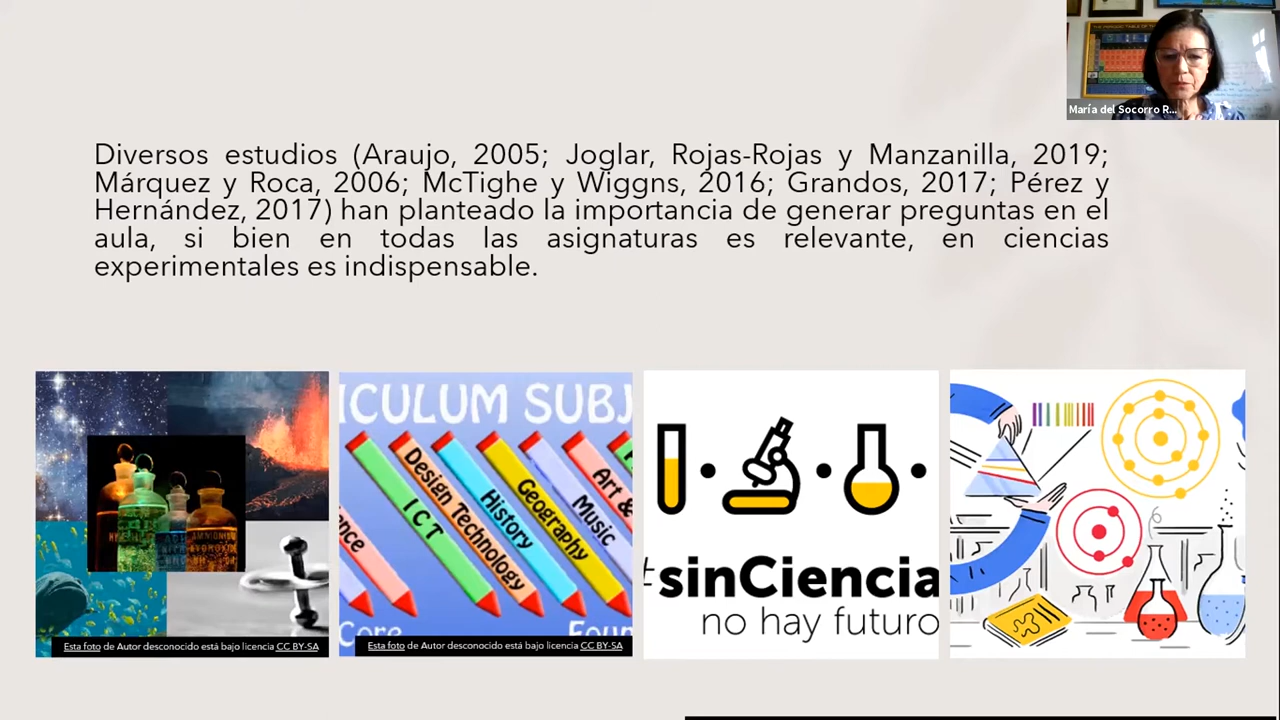 María del Socorro R...
Diversos estudios (Araujo, 2005; Joglar, Rojas-Rojas y Manzanilla, 2019;
Márquez y Roca, 2006; McTighe y Wiggns, 2016; Grandos, 2017; Pérez y
Hernández, 2017) han planteado la importancia de generar preguntas en el
aula, si bien en todas las asignaturas es relevante, en ciencias
experimentales es indispensable.
Esta foto de Autor desconocido está bajo licencia CC BY-SA
ICULUM SUBJ
ence
ICT
Design Technology
History
Geography
Music
Art &
Core
Foun
Esta foto de Autor desconocido está bajo licencia CC BY-SA
#sinCiencia
no hay futuro